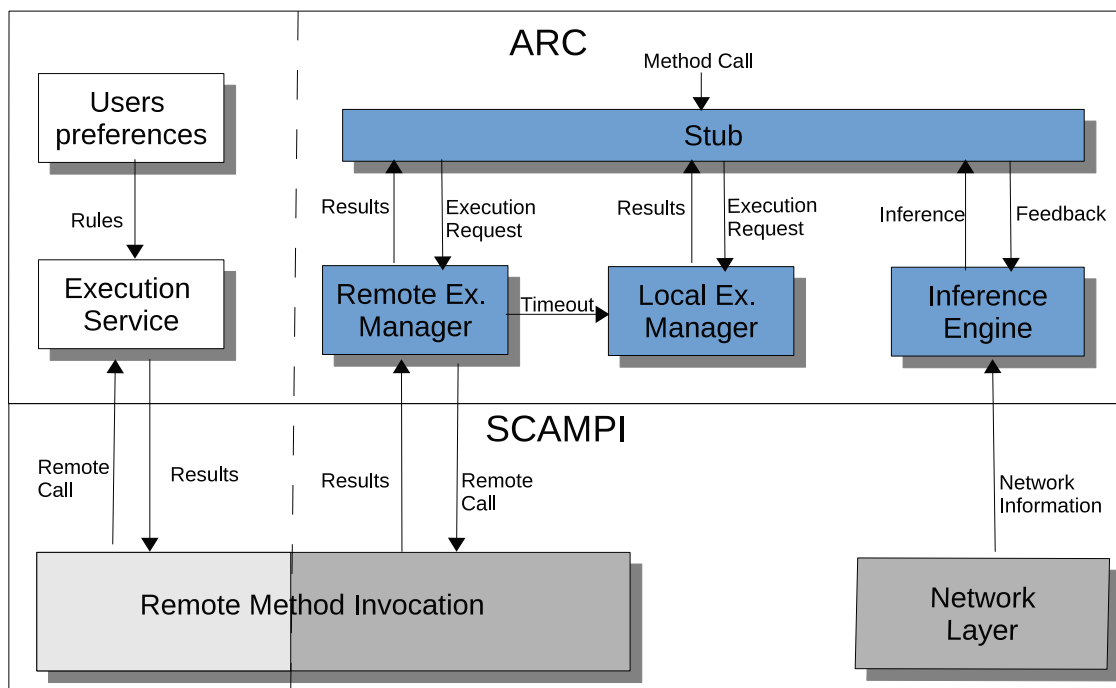 ARC
Method Call
Users
preferences
Stub
Rules
Results
Execution
Request
Results
Execution
Request
Inference
Feedback
Execution
Service
Remote Ex.
Manager
Timeout
Local Ex.
Manager
Inference
Engine
SCAMPI
Remote
Call
Results
Results
Remote
Call
Network
Information
Remote Method Invocation
Network
Layer